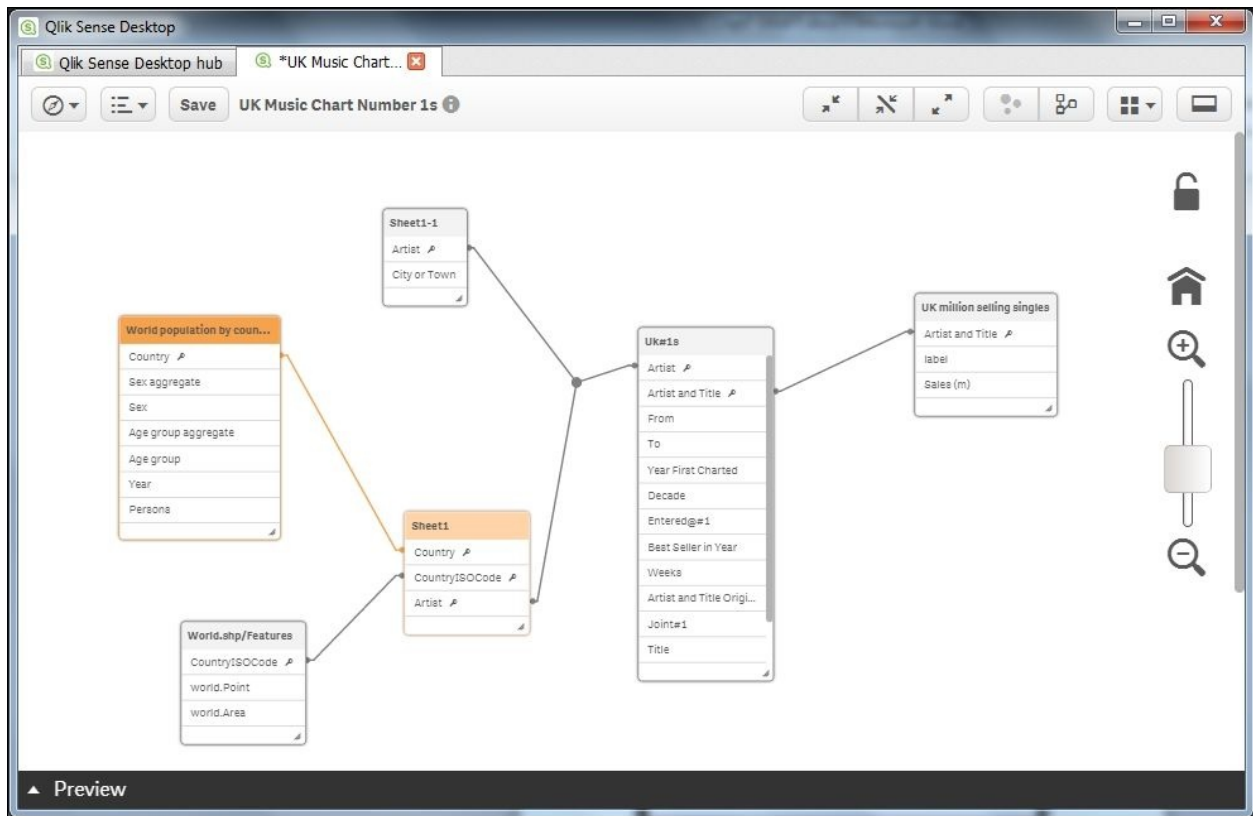 Qlik Sense Desktop
Qlik Sense Desktop hub
*UK Music Chart...
Save
UK Music Chart Number 1s
Sheet1-1
Artist
City or Town
World population by coun...
Country
Sex aggregate
Sex
Age group aggregate
Age group
Year
Persons
Sheet1
Country
CountryISOCode
Artist
World.shp/Features
CountryISOCode
world.Point
world.Area
Uk#1s
Artist
Artist and Title
From
To
Year First Charted
Decade
Entered@#1
Best Seller in Year
Weeks
Artist and Title Origi...
Joint#1
Title
UK million selling singles
Artist and Title
label
Sales (m)
Preview